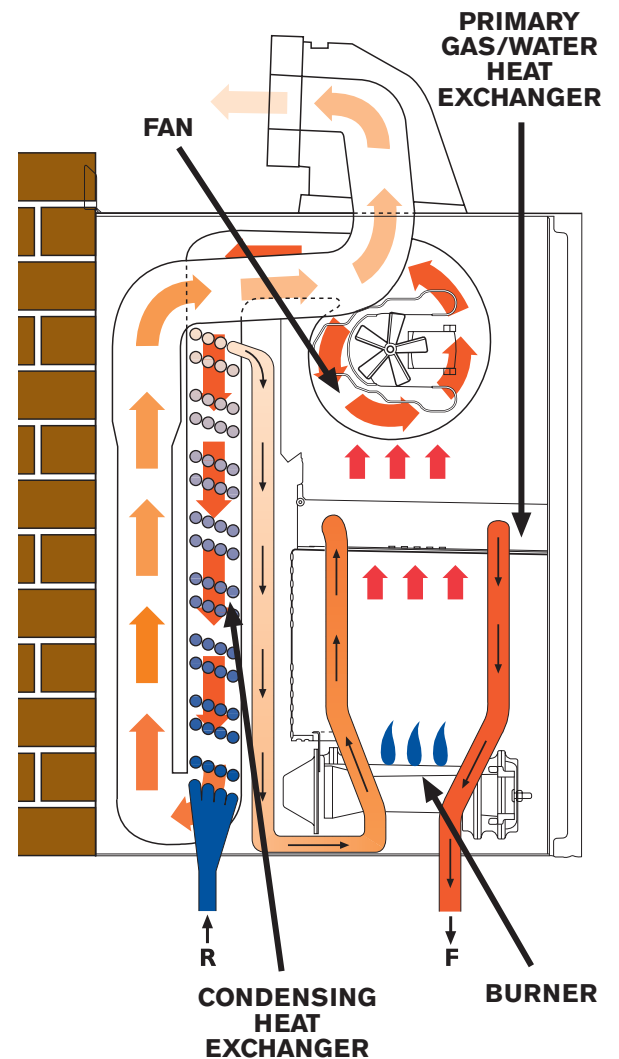 PRIMARY
GAS/WATER
HEAT
EXCHANGER
FAN
R
F
CONDENSING
HEAT
EXCHANGER
BURNER